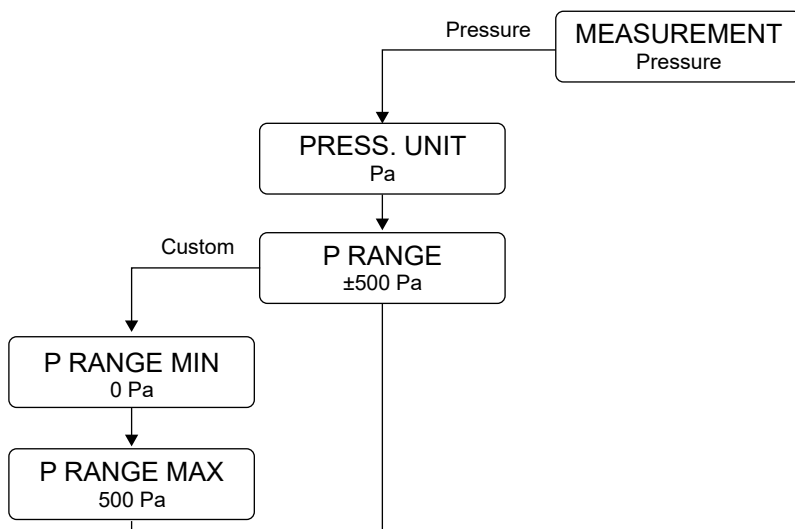 Pressure
MEASUREMENT
Pressure
PRESS. UNIT
Pa
Custom
P RANGE
±500 Pa
P RANGE MIN
0 Pa
P RANGE MAX
500 Pa